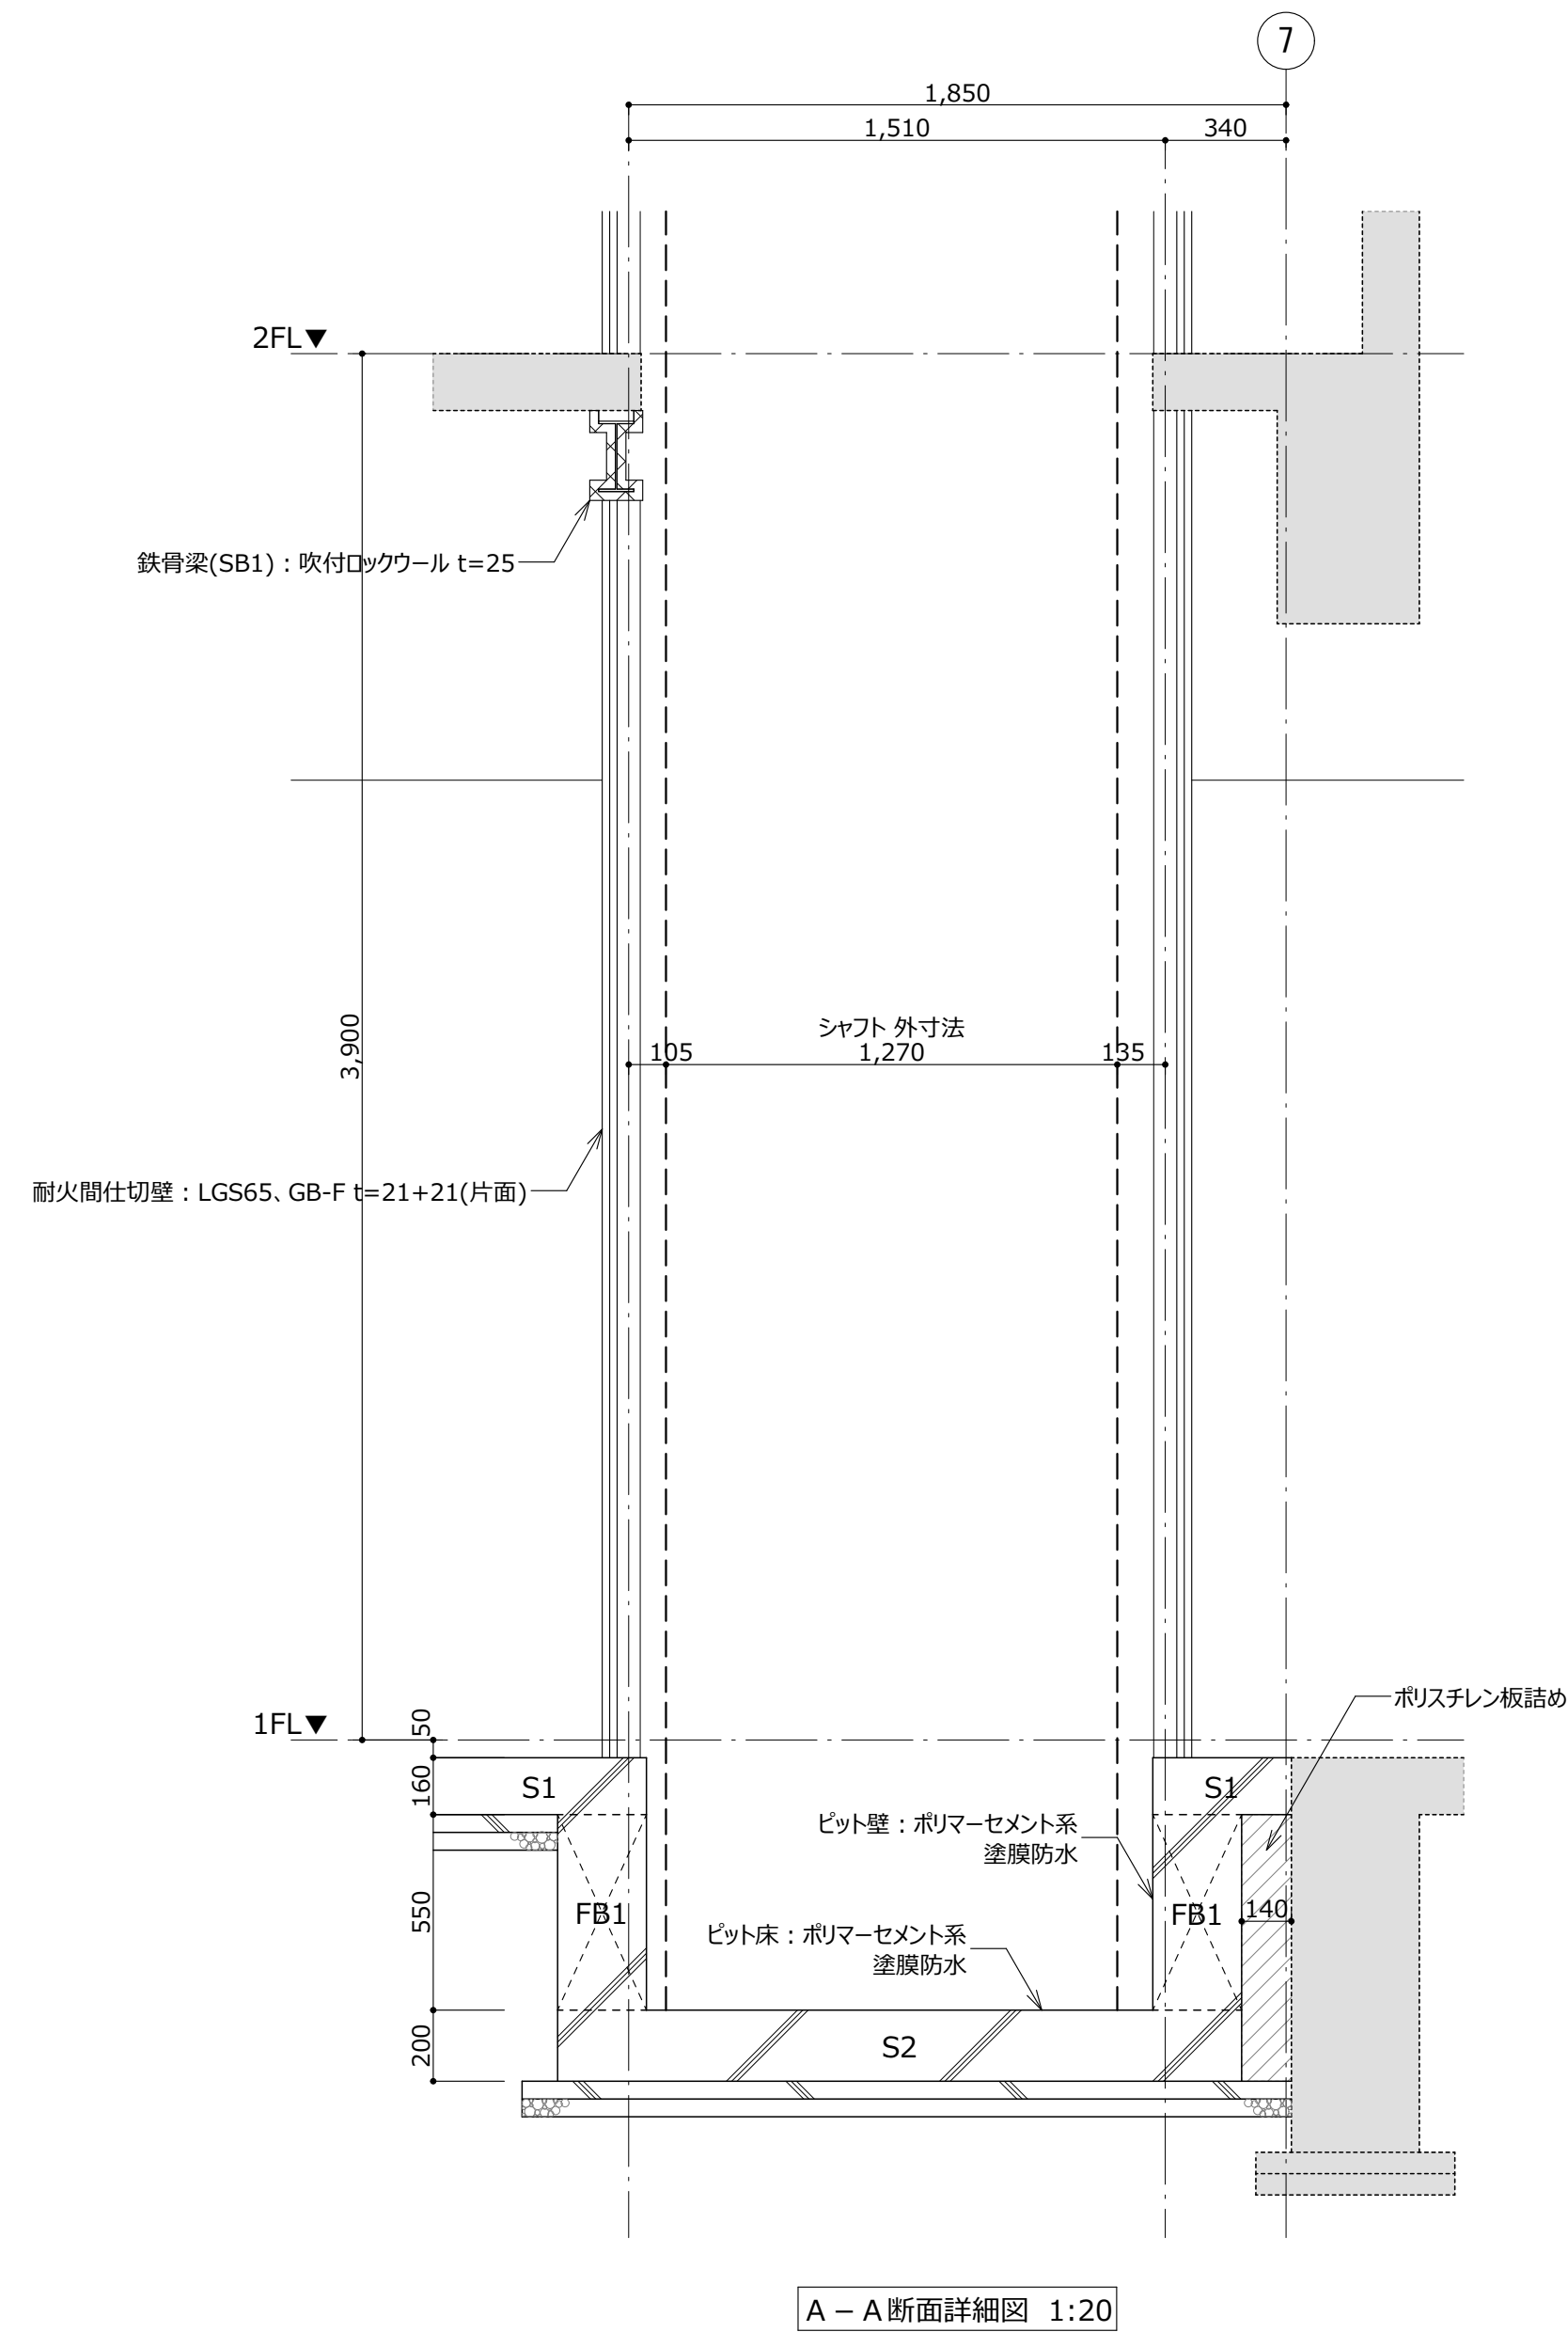 7
1,850
1,510
340
2FL▼
鉄骨梁(SB1)：吹付ロックウール t=25
シャフト 外寸法
105
1,270
135
3,900
耐火間仕切壁：LGS65、GB-F t=21+21(片面)
ポリスチレン板詰め
1FL▼
50
160
S1
S1
ピット壁：ポリマーセメント系
塗膜防水
550
FB1
FB1
140
ピット床：ポリマーセメント系
塗膜防水
200
S2
A − A 断面詳細図 1:20